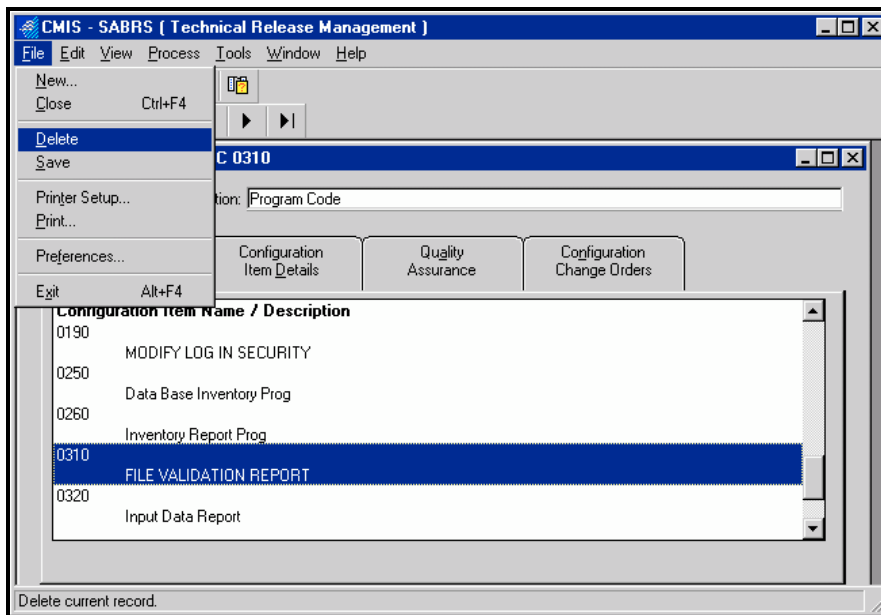 CMIS - SABRS ( Technical Release Management )
File Edit View Process Tools Window Help
New...
Close Ctrl+F4
Delete
Save
Printer Setup...
Print...
Preferences...
Exit Alt+F4
C 0310
tion: Program Code
Configuration Item Details
Quality Assurance
Configuration Change Orders
Configuration Item Name / Description
0190
MODIFY LOG IN SECURITY
0250
Data Base Inventory Prog
0260
Inventory Report Prog
0310
FILE VALIDATION REPORT
0320
Input Data Report
Delete current record.